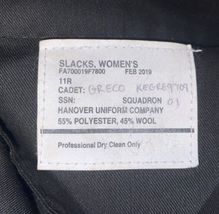 SLACKS, WOMEN'S
FA700019F7800 FEB 2019
11R
CADET: GRECO
SSN: SQUADRON 01
HANOVER UNIFORM COMPANY
55% POLYESTER, 45% WOOL
Professional Dry Clean Only